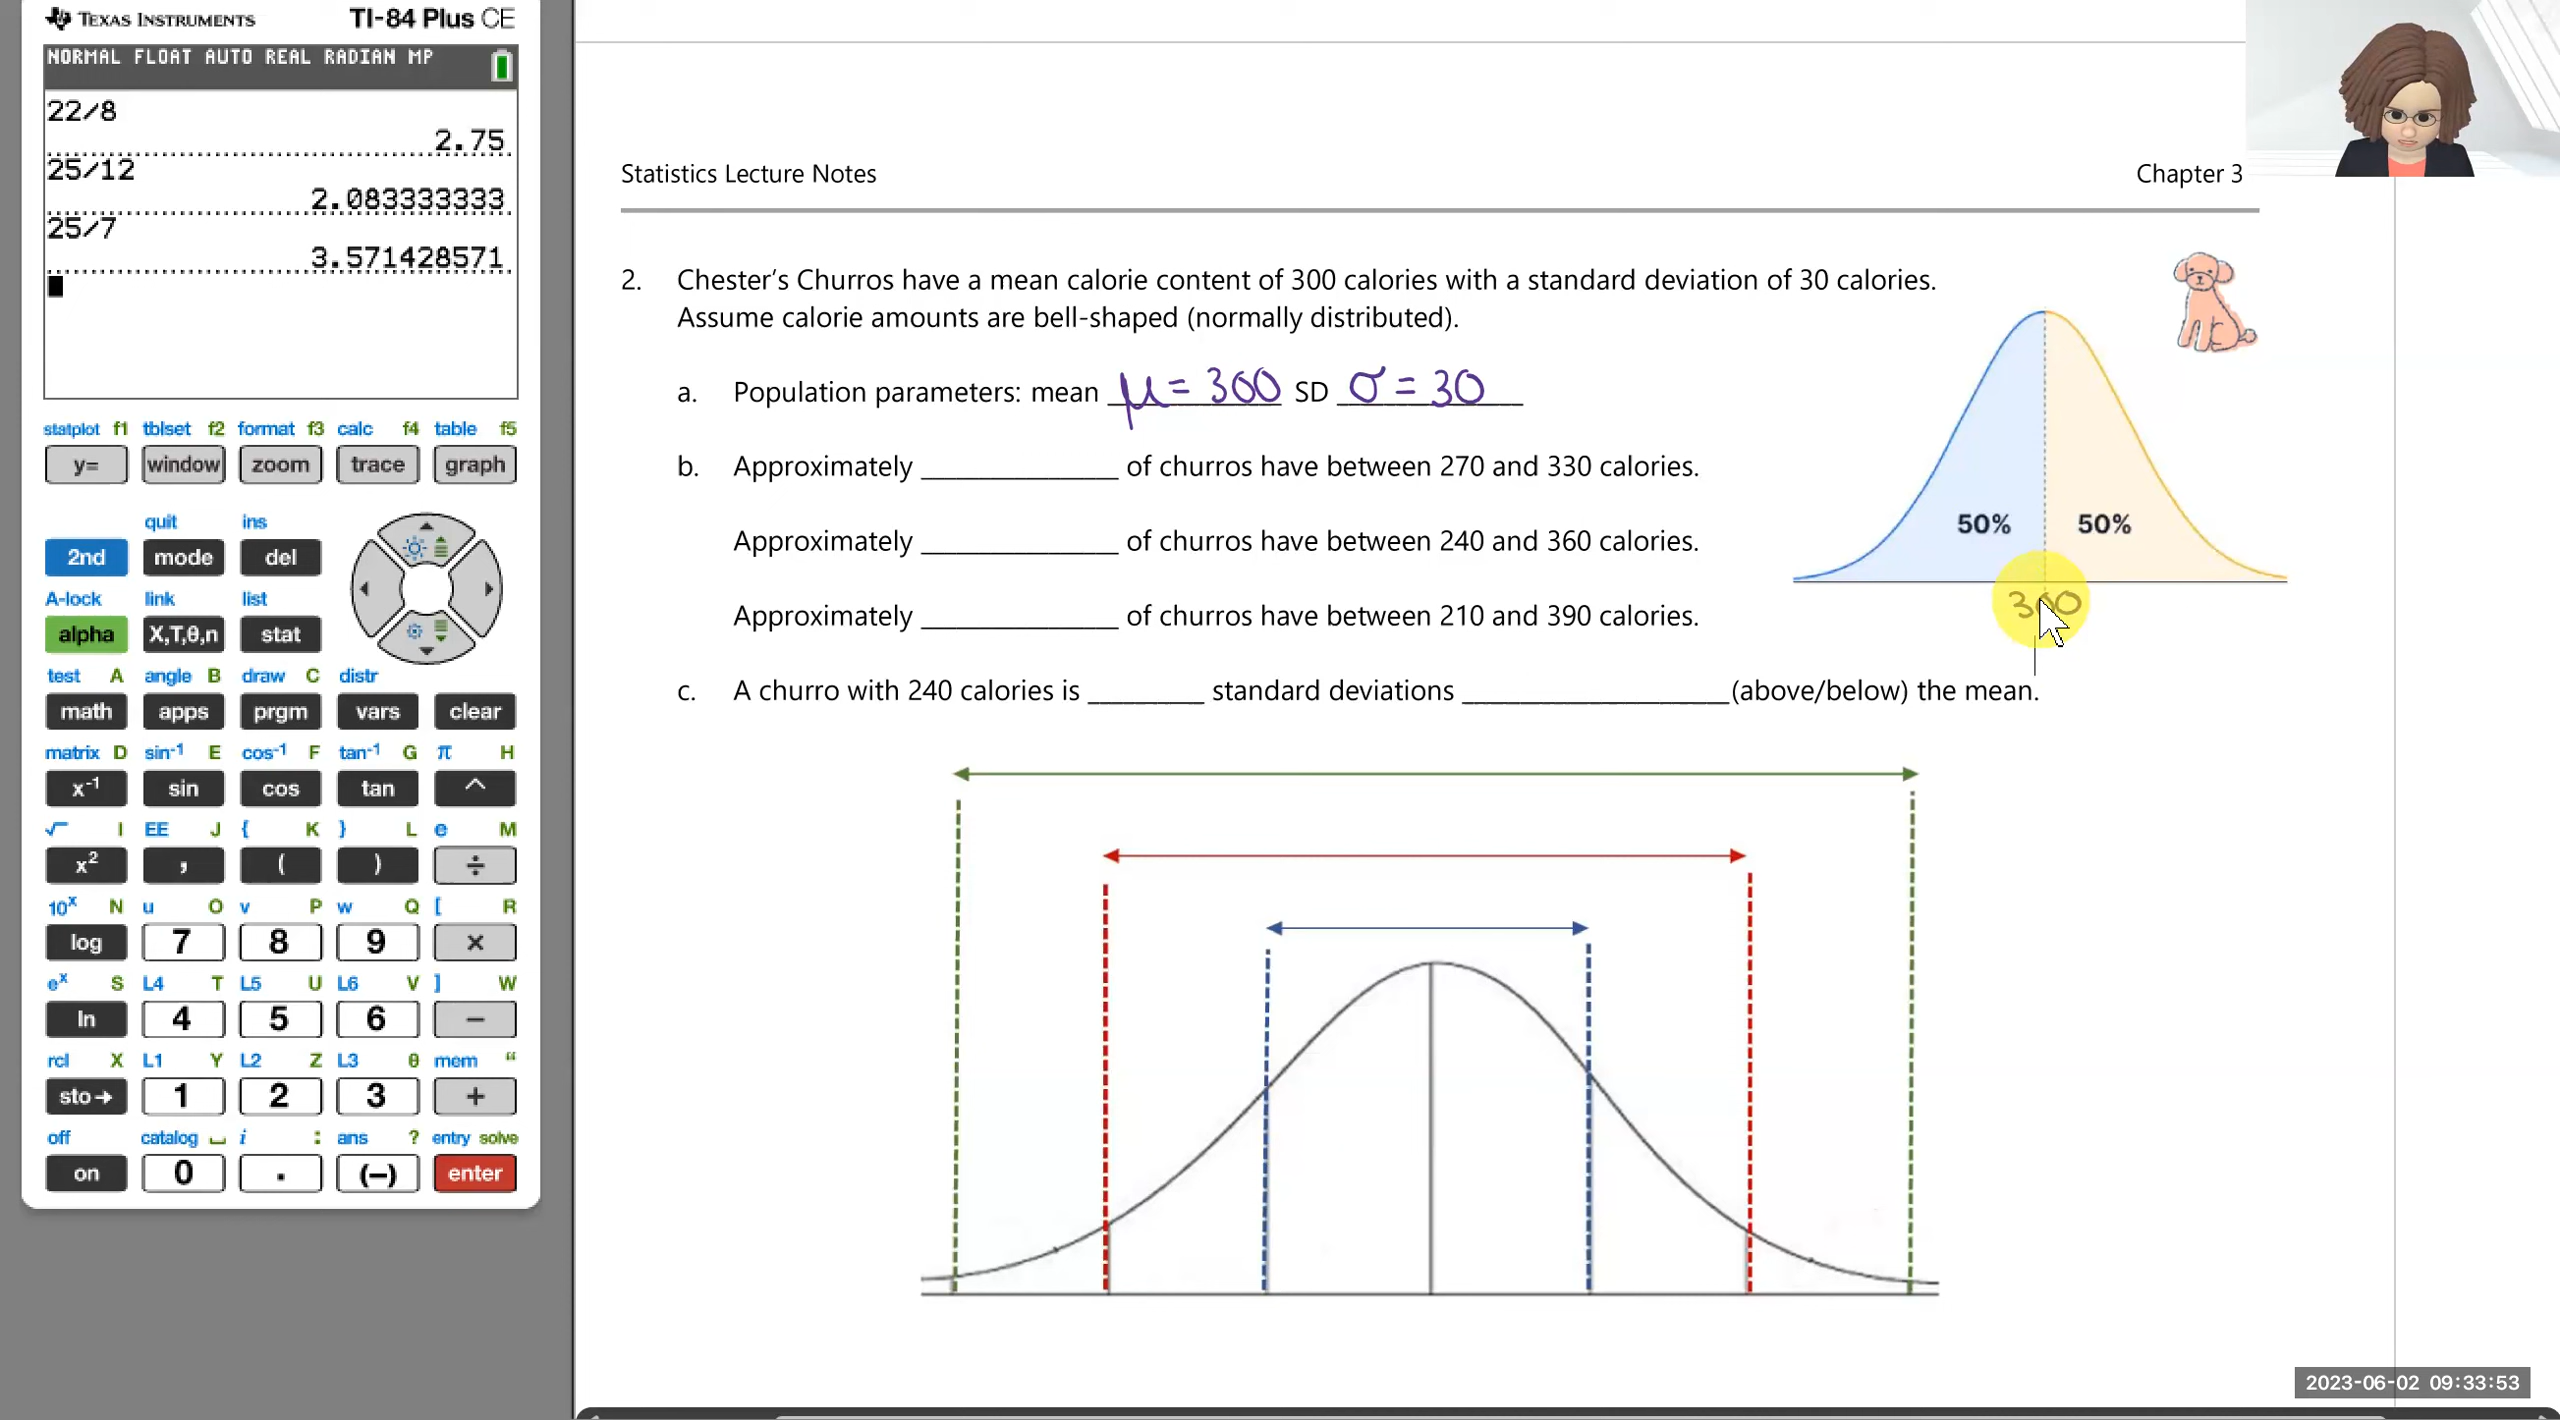 TEXAS INSTRUMENTS TI-84 Plus CE
NORMAL FLOAT AUTO REAL RADIAN MP
22/8
2.75
25/12
2.083333333
25/7
3.571428571
statplot f1 tblset f2 format f3 calc f4 table f5
y= window zoom trace graph
quit ins
2nd mode del
A-lock link list
alpha X,T,θ,n stat
test A angle B draw C distr
math apps prgm vars clear
matrix D sin⁻¹ E cos⁻¹ F tan⁻¹ G π H
x⁻¹ sin cos tan ^
√ I EE J { K } L e M
x² , ( ) ÷
10ˣ N u O v P w Q [ R
log 7 8 9 ×
eˣ S L4 T L5 U L6 V ] W
ln 4 5 6 −
rcl X L1 Y L2 Z L3 θ mem "
sto→ 1 2 3 +
off catalog ⎵ i : ans ? entry solve
on 0 . (−) enter
Statistics Lecture Notes Chapter 3
2. Chester's Churros have a mean calorie content of 300 calories with a standard deviation of 30 calories.
Assume calorie amounts are bell-shaped (normally distributed).
a. Population parameters: mean μ = 300 SD σ = 30
b. Approximately ______________ of churros have between 270 and 330 calories.
Approximately ______________ of churros have between 240 and 360 calories.
Approximately ______________ of churros have between 210 and 390 calories.
c. A churro with 240 calories is ________ standard deviations ___________________(above/below) the mean.
50% 50%
300
2023-06-02 09:33:53